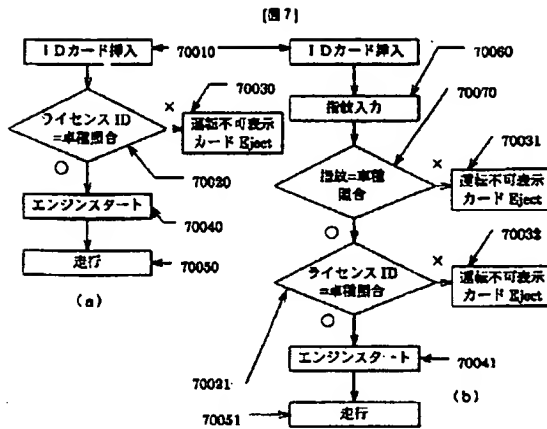 [図7]
IDカード挿入
70010
ライセンス ID
=車種照合
×
70030
運転不可表示
カード Eject
70020
○
エンジンスタート
70040
走行
70050
(a)
IDカード挿入
70060
指紋入力
70070
指紋=車種
照合
×
70031
運転不可表示
カード Eject
○
ライセンス ID
=車種照合
×
70032
運転不可表示
カード Eject
○
70021
エンジンスタート
70041
70051
走行
(b)